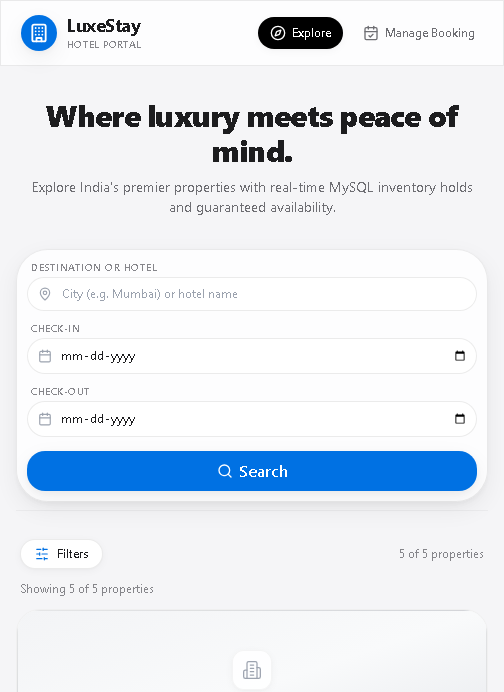 LuxeStay
HOTEL PORTAL
Explore
Manage Booking
Where luxury meets peace of
mind.
Explore India's premier properties with real-time MySQL inventory holds
and guaranteed availability.
DESTINATION OR HOTEL
City (e.g. Mumbai) or hotel name
CHECK-IN
mm-dd-yyyy
CHECK-OUT
mm-dd-yyyy
Search
Filters
5 of 5 properties
Showing 5 of 5 properties